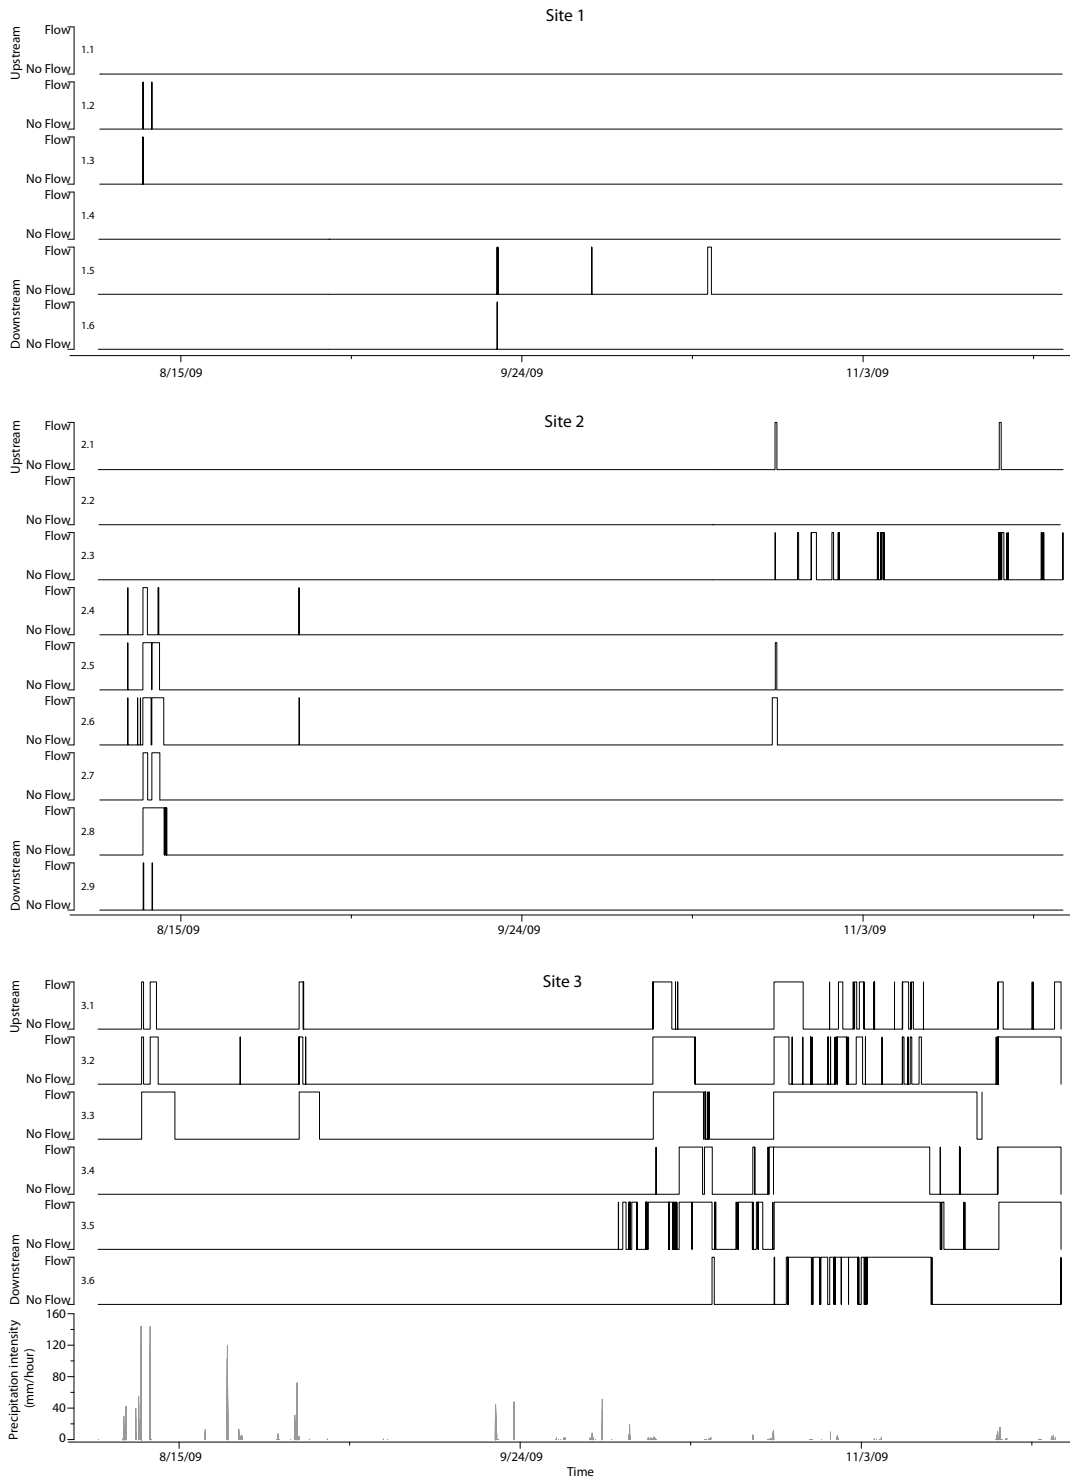 Site 1
Upstream
Flow
1.1
No Flow
Flow
1.2
No Flow
Flow
1.3
No Flow
Flow
1.4
No Flow
Flow
1.5
No Flow
Downstream
Flow
1.6
No Flow
8/15/09 9/24/09 11/3/09
Site 2
Upstream
Flow
2.1
No Flow
Flow
2.2
No Flow
Flow
2.3
No Flow
Flow
2.4
No Flow
Flow
2.5
No Flow
Flow
2.6
No Flow
Flow
2.7
No Flow
Flow
2.8
No Flow
Downstream
Flow
2.9
No Flow
8/15/09 9/24/09 11/3/09
Site 3
Upstream
Flow
3.1
No Flow
Flow
3.2
No Flow
Flow
3.3
No Flow
Flow
3.4
No Flow
Flow
3.5
No Flow
Downstream
Flow
3.6
No Flow
Precipitation intensity
(mm/hour)
160
120
80
40
0
8/15/09 9/24/09 11/3/09
Time